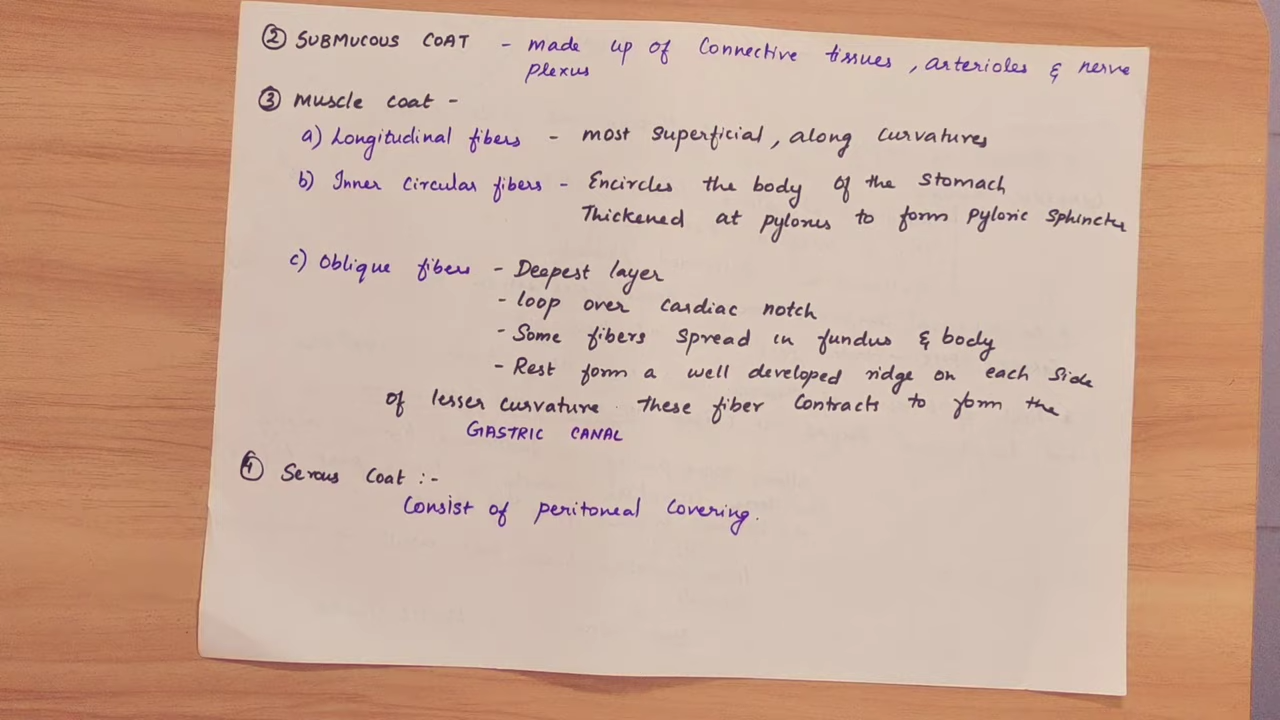 ② SUBMUCOUS COAT - made up of Connective tissues, arterioles & nerve
plexus
③ Muscle coat -
a) Longitudinal fibers - most superficial, along curvatures
b) Inner circular fibers - Encircles the body of the stomach
Thickened at pylorus to form pyloric sphincter
c) Oblique fibers - Deepest layer
- loop over cardiac notch
- Some fibers spread in fundus & body
- Rest form a well developed ridge on each side
of lesser curvature. These fiber contracts to form the
GASTRIC CANAL
④ Serous coat :-
Consist of peritoneal covering.